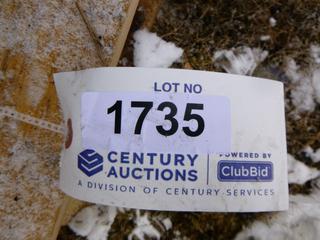 LOT NO
1735
CENTURY
AUCTIONS
POWERED BY
ClubBid
A DIVISION OF CENTURY SERVICES